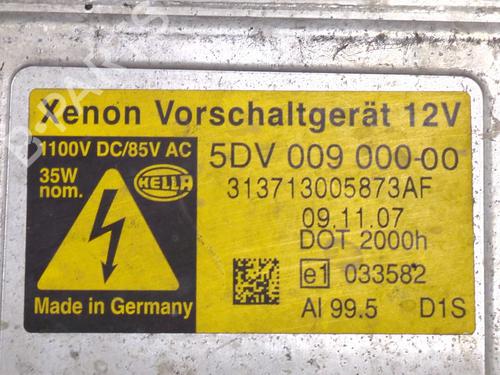 Xenon Vorschaltgerät 12V
1100V DC/85V AC
35W
nom.
HELLA
Made in Germany
5DV 009 000-00
313713005873AF
09.11.07
DOT 2000h
e1 033582
Al 99.5 D1S
B-PARTS